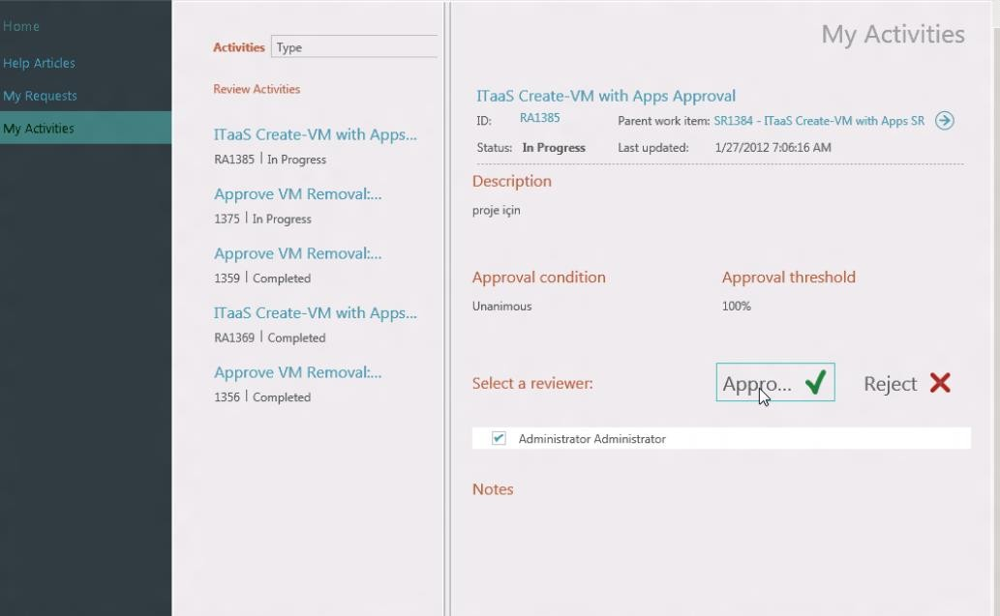 Home
Help Articles
My Requests
My Activities
Activities Type
Review Activities
ITaaS Create-VM with Apps...
RA1385 | In Progress
Approve VM Removal:...
1375 | In Progress
Approve VM Removal:...
1359 | Completed
ITaaS Create-VM with Apps...
RA1369 | Completed
Approve VM Removal:...
1356 | Completed
My Activities
ITaaS Create-VM with Apps Approval
ID: RA1385 Parent work item: SR1384 - ITaaS Create-VM with Apps SR
Status: In Progress Last updated: 1/27/2012 7:06:16 AM
Description
proje için
Approval condition Approval threshold
Unanimous 100%
Select a reviewer: Appro... Reject
Administrator Administrator
Notes